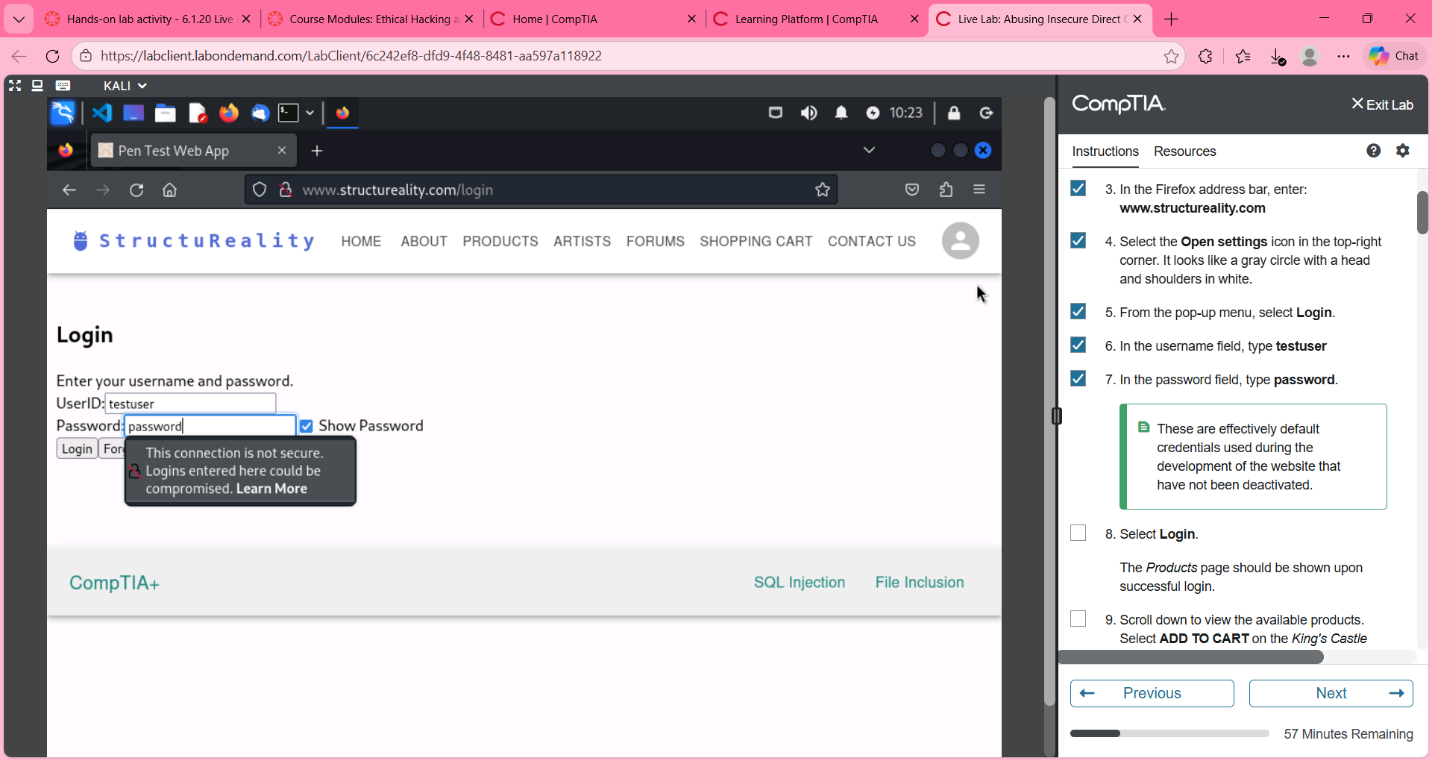 Hands-on lab activity - 6.1.20 Live
Course Modules: Ethical Hacking a
Home | CompTIA
Learning Platform | CompTIA
Live Lab: Abusing Insecure Direct O
https://labclient.labondemand.com/LabClient/6c242ef8-dfd9-4f48-8481-aa597a118922
Chat
KALI
10:23
Pen Test Web App
www.structureality.com/login
StructuReality
HOME
ABOUT
PRODUCTS
ARTISTS
FORUMS
SHOPPING CART
CONTACT US
Login
Enter your username and password.
UserID: testuser
Password: password
Show Password
Login
Forg
This connection is not secure.
Logins entered here could be
compromised. Learn More
CompTIA+
SQL Injection
File Inclusion
CompTIA.
Exit Lab
Instructions
Resources
3. In the Firefox address bar, enter:
www.structureality.com
4. Select the Open settings icon in the top-right
corner. It looks like a gray circle with a head
and shoulders in white.
5. From the pop-up menu, select Login.
6. In the username field, type testuser
7. In the password field, type password.
These are effectively default
credentials used during the
development of the website that
have not been deactivated.
8. Select Login.
The Products page should be shown upon
successful login.
9. Scroll down to view the available products.
Select ADD TO CART on the King's Castle
Previous
Next
57 Minutes Remaining